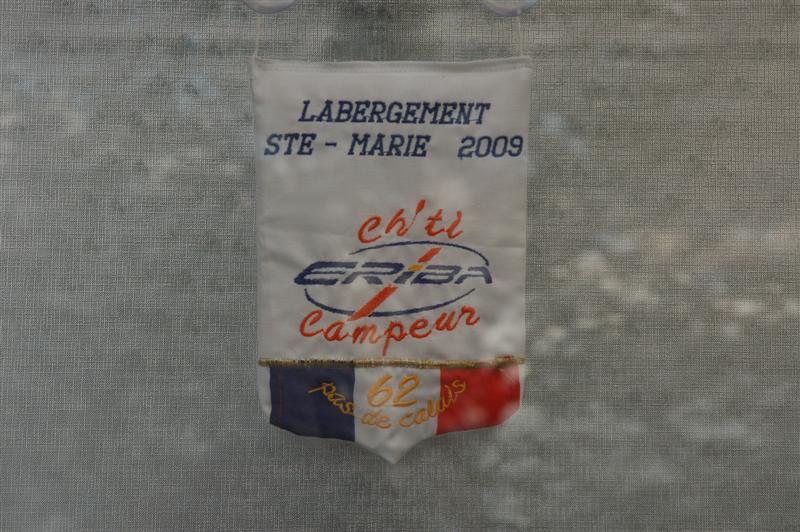 LABERGEMENT
STE - MARIE 2009
Ch'ti
ERIBA
Campeur
62
pas de calais